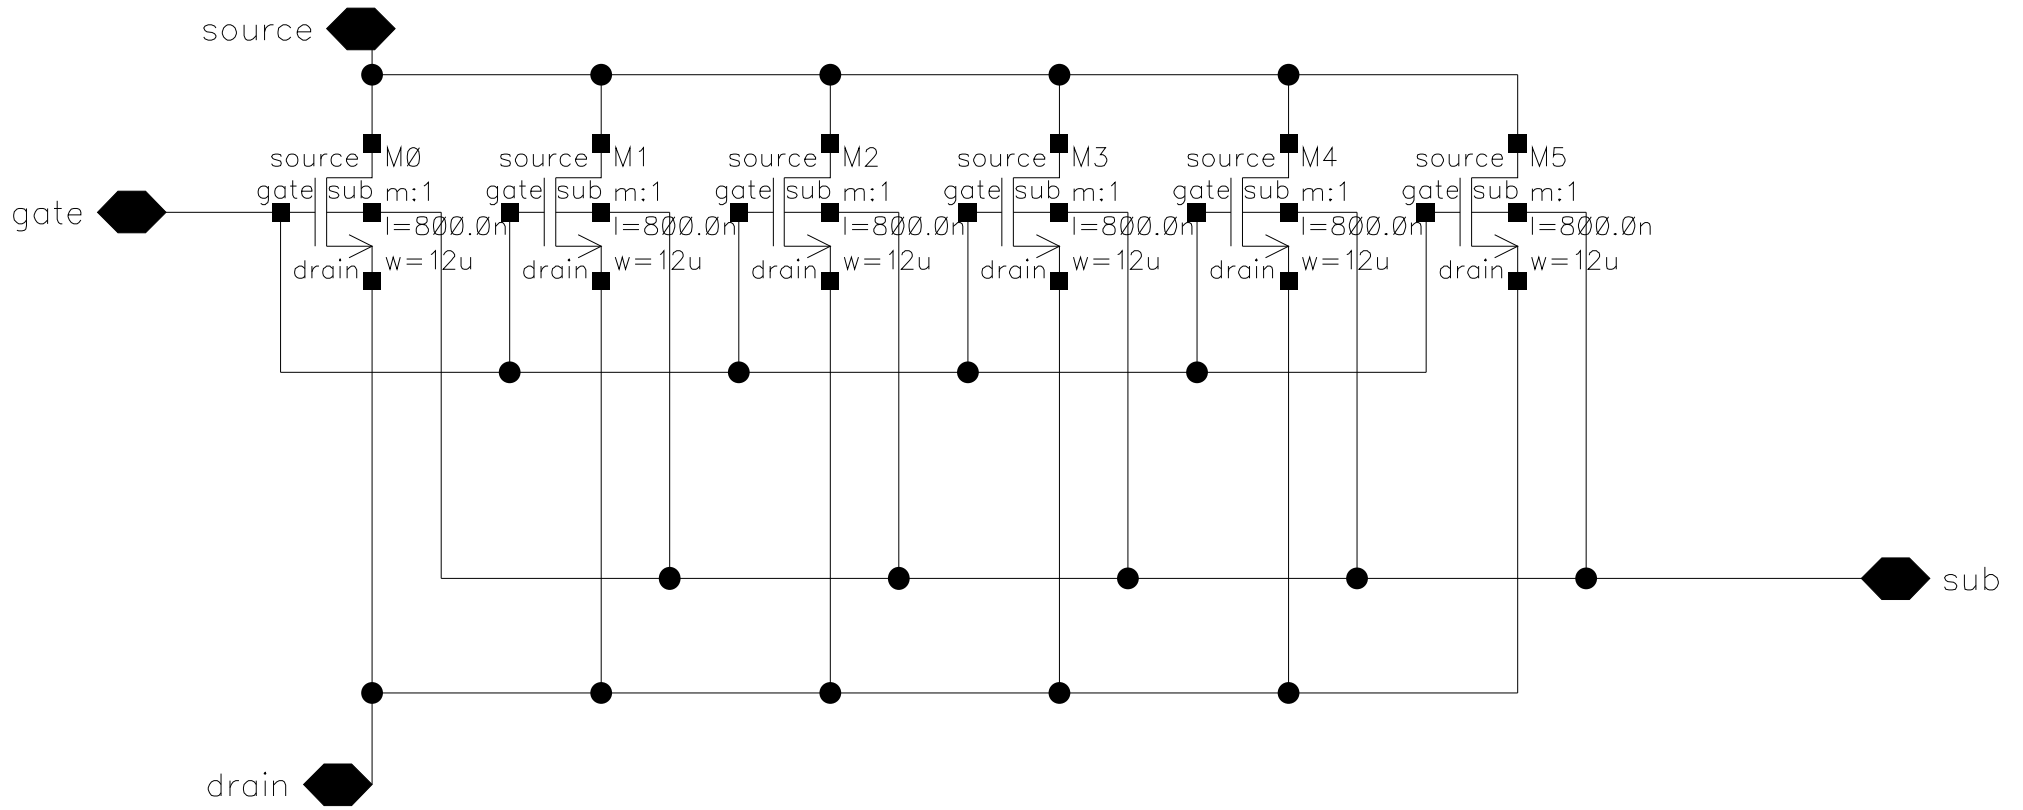 source
source M0
gate sub m:1
l=800.0n
drain w=12u
source M1
gate sub m:1
l=800.0n
drain w=12u
source M2
gate sub m:1
l=800.0n
drain w=12u
source M3
gate sub m:1
l=800.0n
drain w=12u
source M4
gate sub m:1
l=800.0n
drain w=12u
source M5
gate sub m:1
l=800.0n
drain w=12u
gate
sub
drain